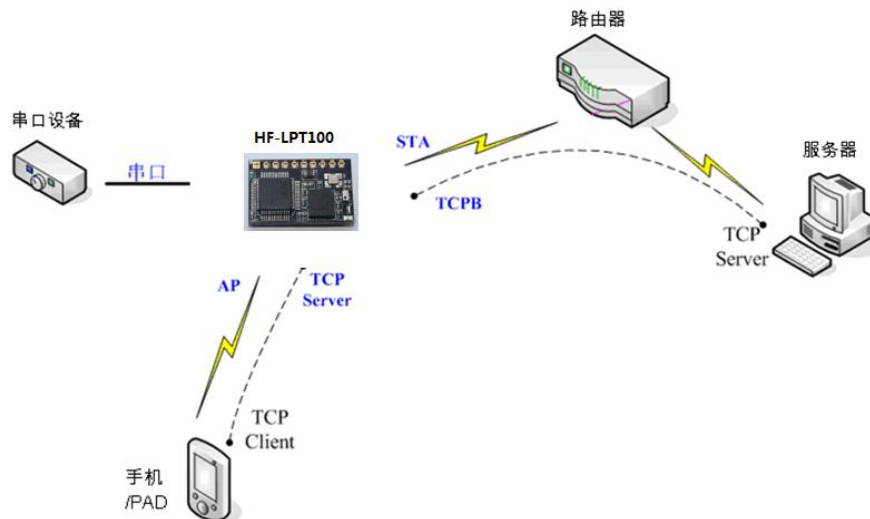 路由器
串口设备
HF-LPT100
串口
STA
服务器
TCPB
TCP
Server
AP
TCP
Server
TCP
Client
手机
/PAD